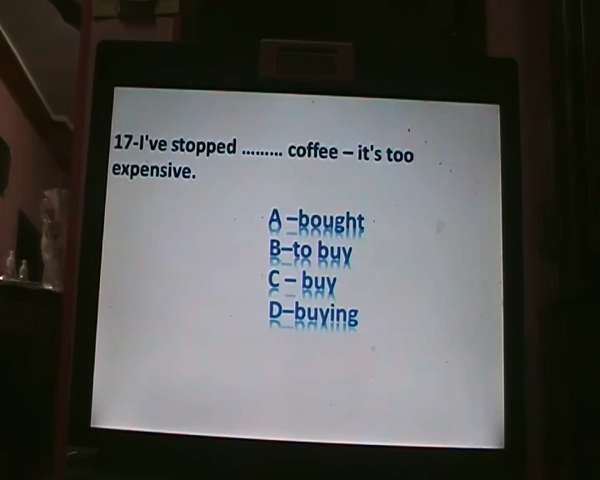 17-I've stopped ......... coffee – it's too
expensive.
A –bought
B–to buy
C – buy
D–buying